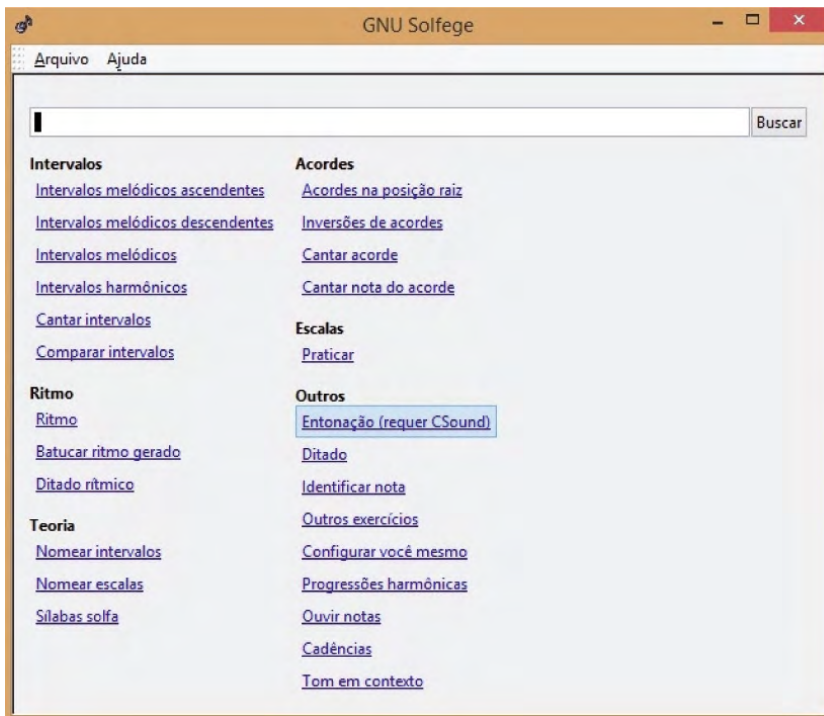 GNU Solfege
Arquivo Ajuda
Buscar
Intervalos
Intervalos melódicos ascendentes
Intervalos melódicos descendentes
Intervalos melódicos
Intervalos harmônicos
Cantar intervalos
Comparar intervalos
Ritmo
Ritmo
Batucar ritmo gerado
Ditado rítmico
Teoria
Nomear intervalos
Nomear escalas
Sílabas solfa
Acordes
Acordes na posição raiz
Inversões de acordes
Cantar acorde
Cantar nota do acorde
Escalas
Praticar
Outros
Entonação (requer CSound)
Ditado
Identificar nota
Outros exercícios
Configurar você mesmo
Progressões harmônicas
Ouvir notas
Cadências
Tom em contexto